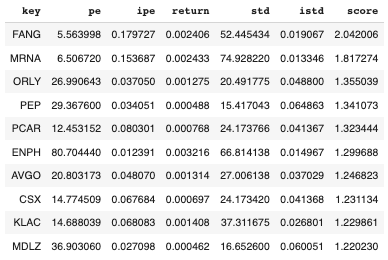 key pe ipe return std istd score
FANG 5.563998 0.179727 0.002406 52.445434 0.019067 2.042006
MRNA 6.506720 0.153687 0.002433 74.928220 0.013346 1.817274
ORLY 26.990643 0.037050 0.001275 20.491775 0.048800 1.355039
PEP 29.367600 0.034051 0.000488 15.417043 0.064863 1.341073
PCAR 12.453152 0.080301 0.000768 24.173766 0.041367 1.323444
ENPH 80.704440 0.012391 0.003216 66.814138 0.014967 1.299688
AVGO 20.803173 0.048070 0.001314 27.006138 0.037029 1.246823
CSX 14.774509 0.067684 0.000697 24.173420 0.041368 1.231134
KLAC 14.688039 0.068083 0.001408 37.311675 0.026801 1.229861
MDLZ 36.903060 0.027098 0.000462 16.652600 0.060051 1.220230